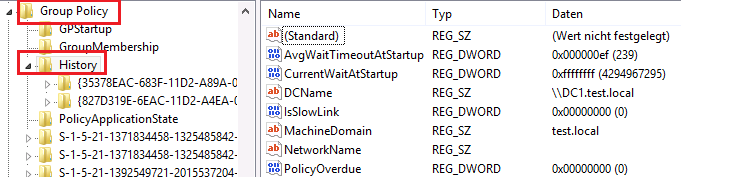 Group Policy
GPStartup
GroupMembership
History
{35378EAC-683F-11D2-A89A-0
{827D319E-6EAC-11D2-A4EA-0
PolicyApplicationState
S-1-5-21-1371834458-1325485842-
S-1-5-21-1371834458-1325485842-
S-1-5-21-1392549721-2015537204-
Name Typ Daten
(Standard) REG_SZ (Wert nicht festgelegt)
AvgWaitTimeoutAtStartup REG_DWORD 0x000000ef (239)
CurrentWaitAtStartup REG_DWORD 0xffffffff (4294967295)
DCName REG_SZ \\DC1.test.local
IsSlowLink REG_DWORD 0x00000000 (0)
MachineDomain REG_SZ test.local
NetworkName REG_SZ
PolicyOverdue REG_DWORD 0x00000000 (0)